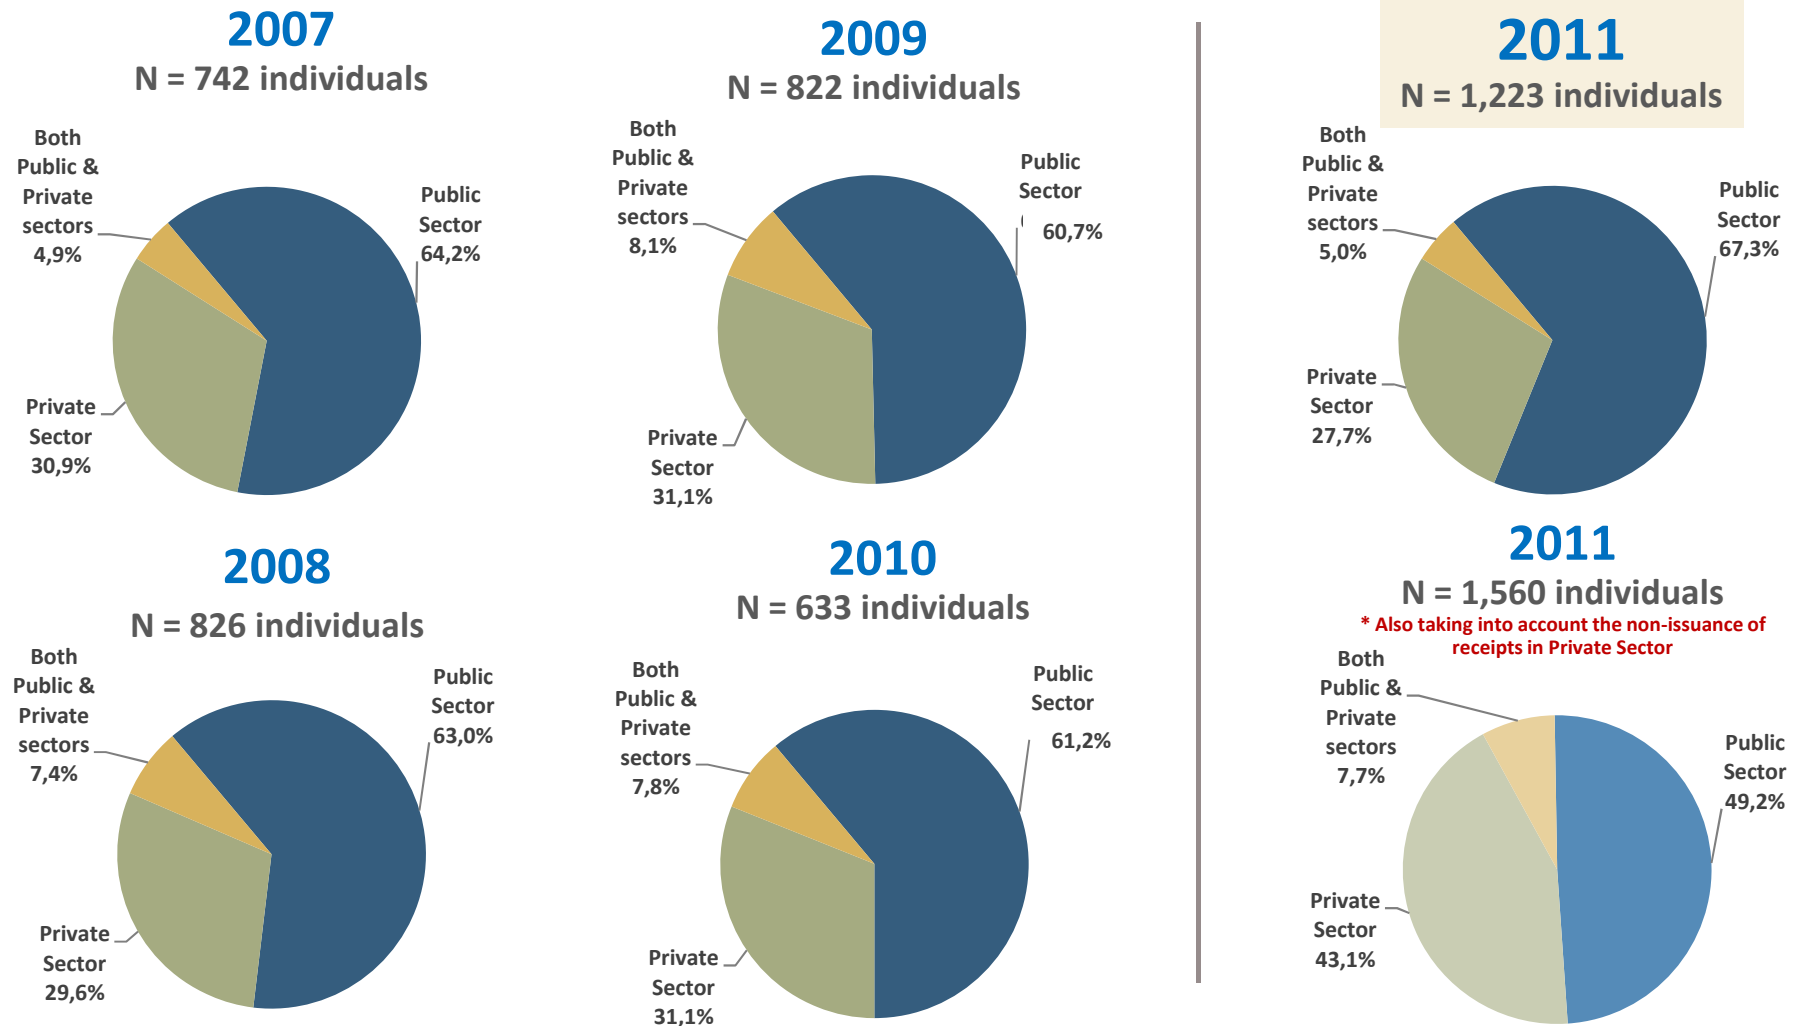 2007
N = 742 individuals
Both
Public &
Private
sectors
4,9%
Public
Sector
64,2%
Private
Sector
30,9%
2009
N = 822 individuals
Both
Public &
Private
sectors
8,1%
Public
Sector
60,7%
Private
Sector
31,1%
2011
N = 1,223 individuals
Both
Public &
Private
sectors
5,0%
Public
Sector
67,3%
Private
Sector
27,7%
2008
N = 826 individuals
Both
Public &
Private
sectors
7,4%
Public
Sector
63,0%
Private
Sector
29,6%
2010
N = 633 individuals
Both
Public &
Private
sectors
7,8%
Public
Sector
61,2%
Private
Sector
31,1%
2011
N = 1,560 individuals
* Also taking into account the non-issuance of
receipts in Private Sector
Both
Public &
Private
sectors
7,7%
Public
Sector
49,2%
Private
Sector
43,1%